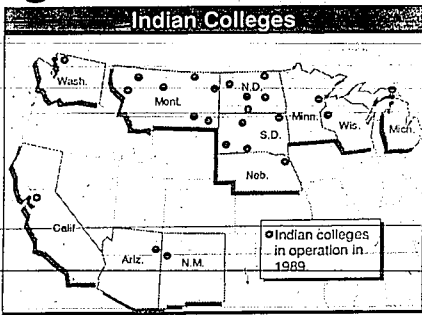 Indian Colleges
Wash.
Mont.
N.D.
Minn.
Wis.
Mich.
S.D.
Neb.
Calif
Ariz.
N.M.
Indian colleges
in operation in
1989